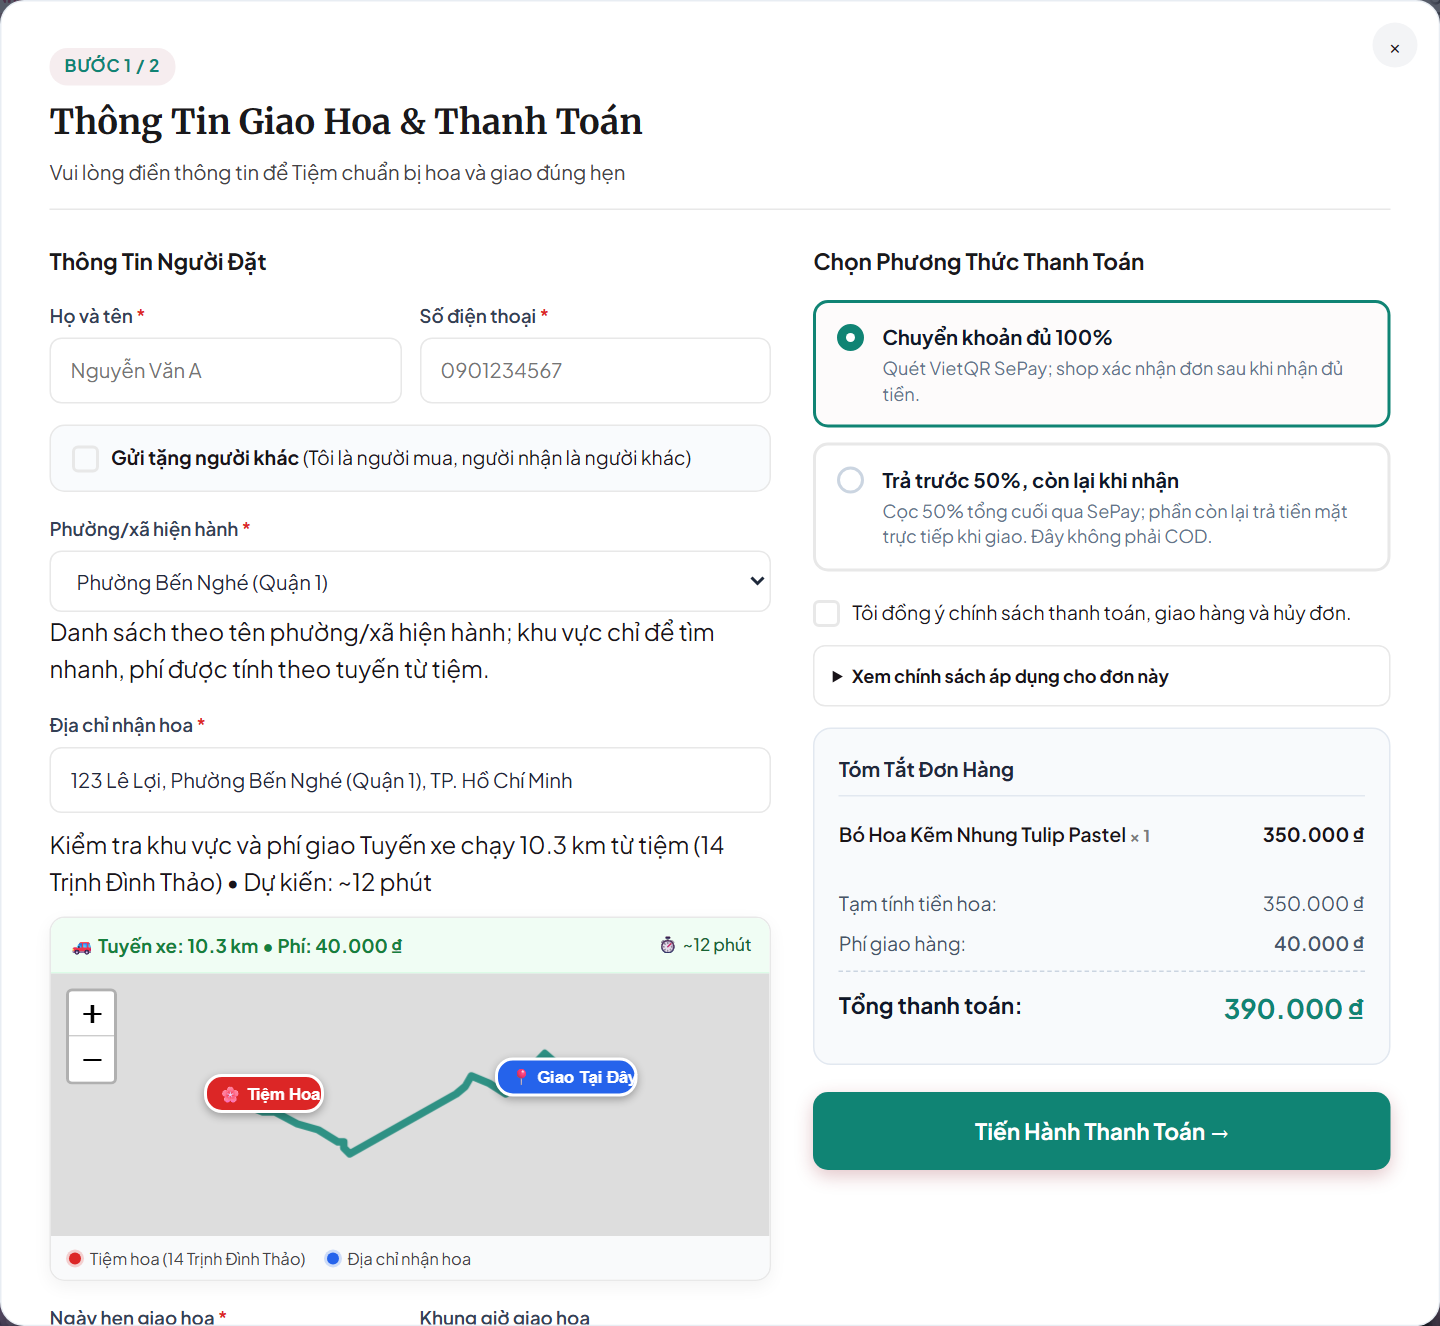 BƯỚC 1 / 2
×
Thông Tin Giao Hoa & Thanh Toán
Vui lòng điền thông tin để Tiệm chuẩn bị hoa và giao đúng hẹn
Thông Tin Người Đặt
Họ và tên *
Số điện thoại *
Nguyễn Văn A
0901234567
Gửi tặng người khác (Tôi là người mua, người nhận là người khác)
Phường/xã hiện hành *
Phường Bến Nghé (Quận 1)
Danh sách theo tên phường/xã hiện hành; khu vực chỉ để tìm
nhanh, phí được tính theo tuyến từ tiệm.
Địa chỉ nhận hoa *
123 Lê Lợi, Phường Bến Nghé (Quận 1), TP. Hồ Chí Minh
Kiểm tra khu vực và phí giao Tuyến xe chạy 10.3 km từ tiệm (14
Trịnh Đình Thảo) • Dự kiến: ~12 phút
Tuyến xe: 10.3 km • Phí: 40.000 ₫
~12 phút
+
−
Tiệm Hoa
Giao Tại Đây
Tiệm hoa (14 Trịnh Đình Thảo)
Địa chỉ nhận hoa
Ngày hẹn giao hoa *
Khung giờ giao hoa
Chọn Phương Thức Thanh Toán
Chuyển khoản đủ 100%
Quét VietQR SePay; shop xác nhận đơn sau khi nhận đủ
tiền.
Trả trước 50%, còn lại khi nhận
Cọc 50% tổng cuối qua SePay; phần còn lại trả tiền mặt
trực tiếp khi giao. Đây không phải COD.
Tôi đồng ý chính sách thanh toán, giao hàng và hủy đơn.
Xem chính sách áp dụng cho đơn này
Tóm Tắt Đơn Hàng
Bó Hoa Kẽm Nhung Tulip Pastel × 1
350.000 ₫
Tạm tính tiền hoa:
350.000 ₫
Phí giao hàng:
40.000 ₫
Tổng thanh toán:
390.000 ₫
Tiến Hành Thanh Toán →